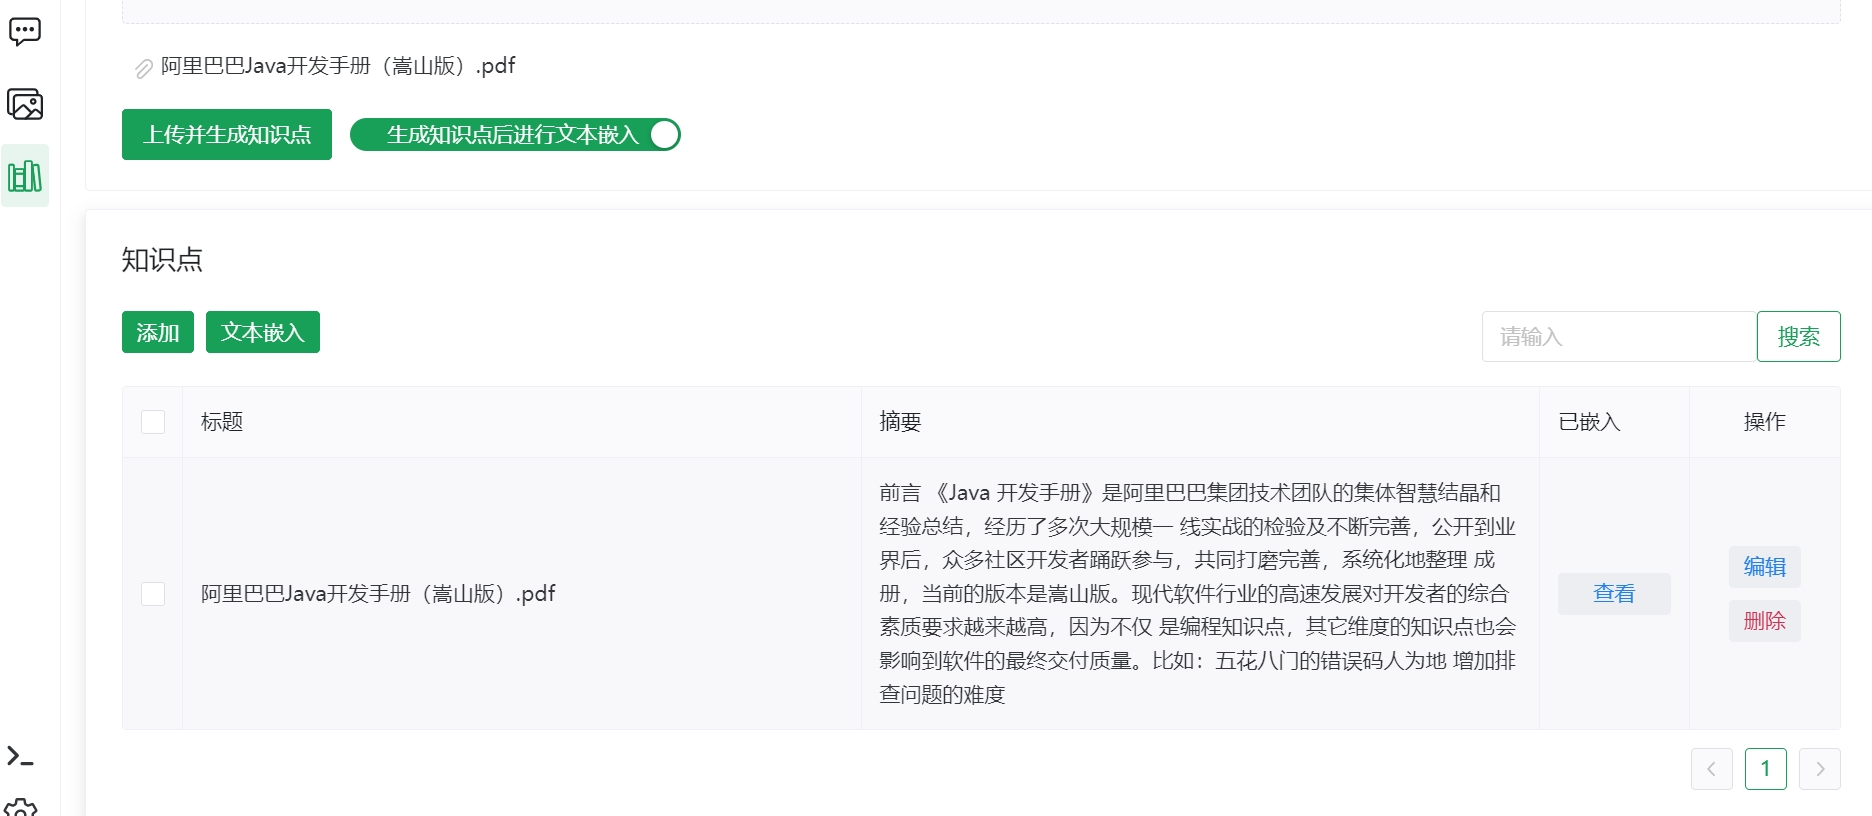 阿里巴巴Java开发手册（嵩山版）.pdf
上传并生成知识点
生成知识点后进行文本嵌入
知识点
添加
文本嵌入
请输入
搜索
标题
摘要
已嵌入
操作
阿里巴巴Java开发手册（嵩山版）.pdf
前言 《Java 开发手册》是阿里巴巴集团技术团队的集体智慧结晶和
经验总结，经历了多次大规模一 线实战的检验及不断完善，公开到业
界后，众多社区开发者踊跃参与，共同打磨完善，系统化地整理 成
册，当前的版本是嵩山版。现代软件行业的高速发展对开发者的综合
素质要求越来越高，因为不仅 是编程知识点，其它维度的知识点也会
影响到软件的最终交付质量。比如：五花八门的错误码人为地 增加排
查问题的难度
查看
编辑
删除
1